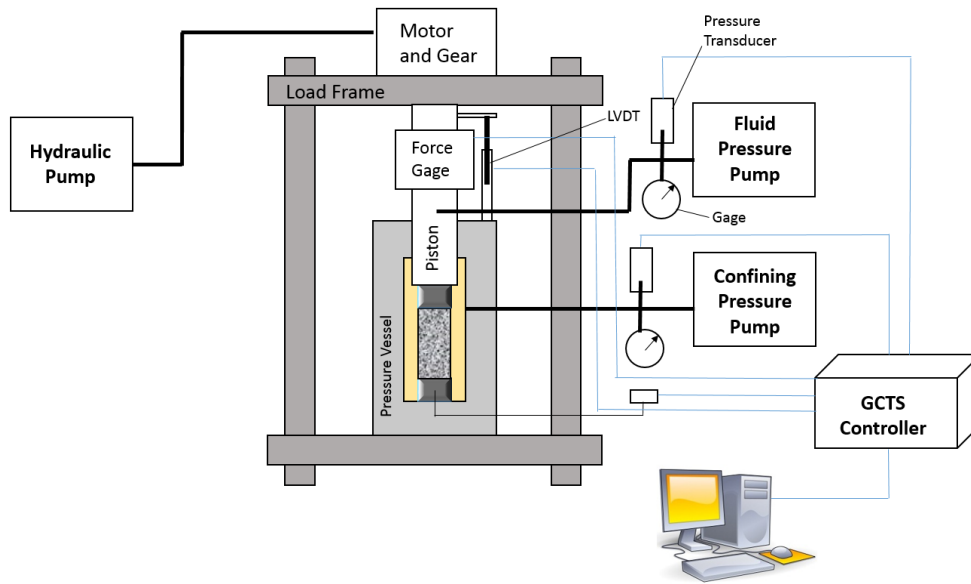 Motor
and Gear
Pressure
Transducer
Load Frame
LVDT
Hydraulic
Pump
Force
Gage
Fluid
Pressure
Pump
Gage
Piston
Confining
Pressure
Pump
Pressure Vessel
GCTS
Controller